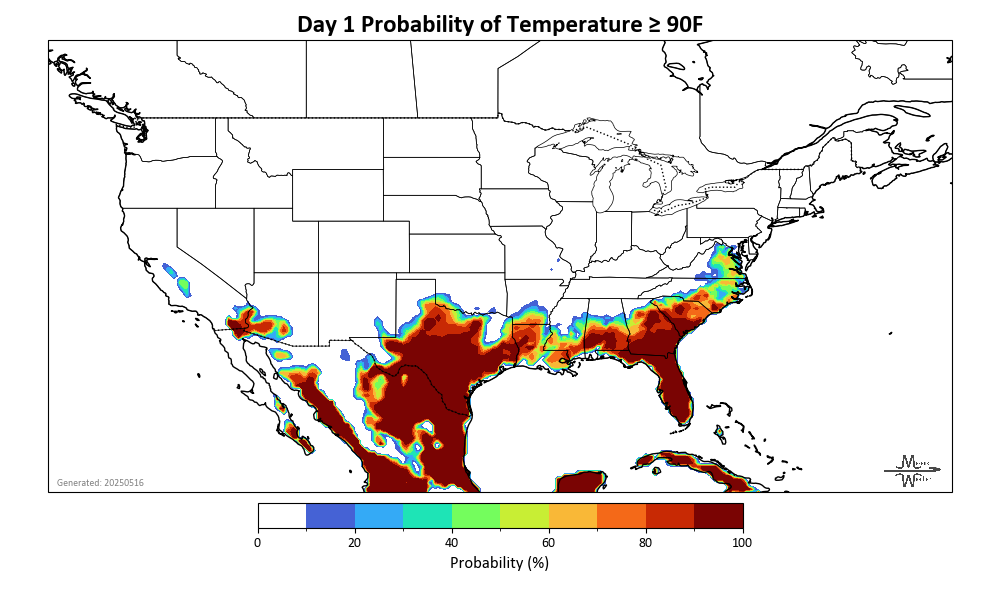 Day 1 Probability of Temperature ≥ 90F
Generated: 20250516
0 20 40 60 80 100
Probability (%)